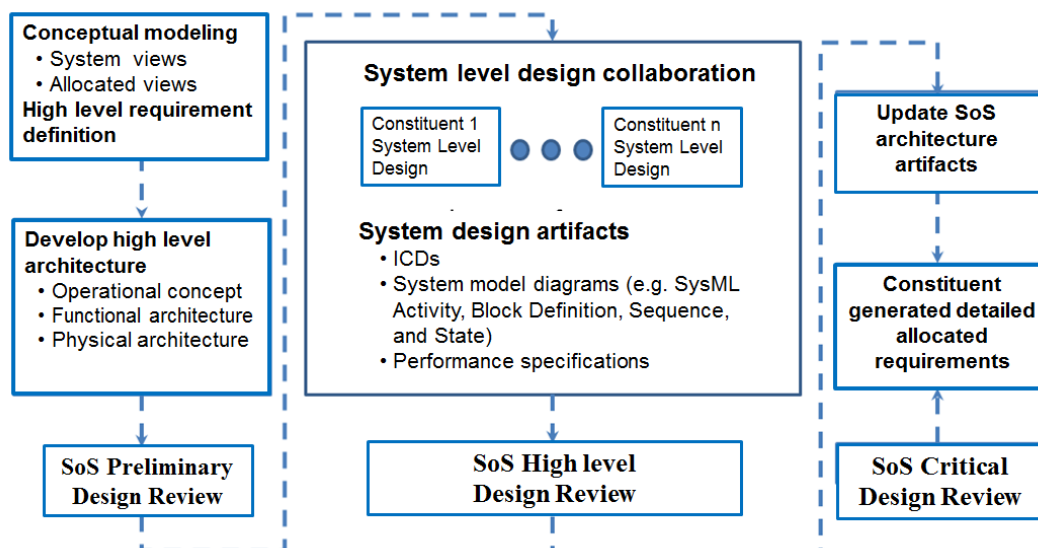 Conceptual modeling
• System views
• Allocated views
High level requirement
definition
Develop high level
architecture
• Operational concept
• Functional architecture
• Physical architecture
SoS Preliminary
Design Review
System level design collaboration
Constituent 1
System Level
Design
Constituent n
System Level
Design
System design artifacts
• ICDs
• System model diagrams (e.g. SysML
Activity, Block Definition, Sequence,
and State)
• Performance specifications
SoS High level
Design Review
Update SoS
architecture
artifacts
Constituent
generated detailed
allocated
requirements
SoS Critical
Design Review